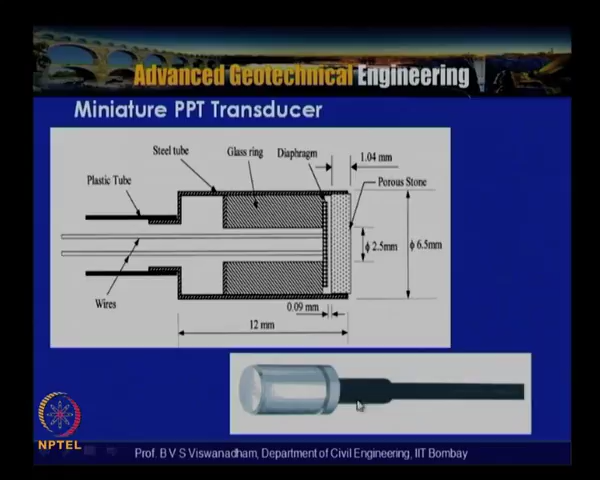 Advanced Geotechnical Engineering
Miniature PPT Transducer
Steel tube
Glass ring
Diaphragm
1.04 mm
Plastic Tube
Porous Stone
ϕ 2.5mm
ϕ 6.5mm
Wires
0.09 mm
12 mm
NPTEL
Prof. B V S Viswanadham, Department of Civil Engineering, IIT Bombay